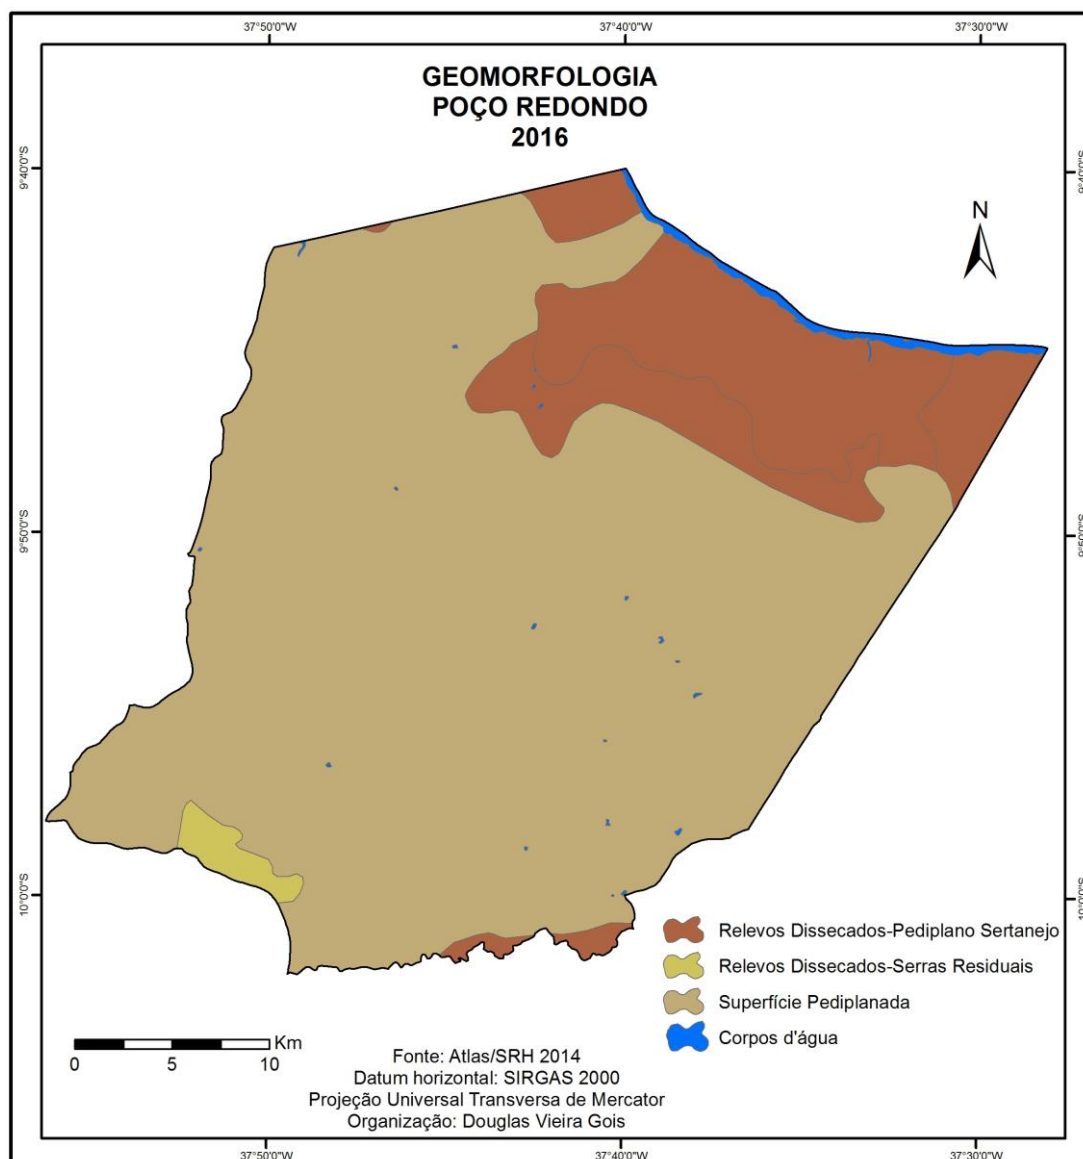 37°50'0"W 37°40'0"W 37°30'0"W
GEOMORFOLOGIA
POÇO REDONDO
2016
9°40'0"S 9°40'0"S
N
9°50'0"S 9°50'0"S
10°0'0"S 10°0'0"S
Relevos Dissecados-Pediplano Sertanejo
Relevos Dissecados-Serras Residuais
Superfície Pediplanada
Corpos d'água
Km
0 5 10
Fonte: Atlas/SRH 2014
Datum horizontal: SIRGAS 2000
Projeção Universal Transversa de Mercator
Organização: Douglas Vieira Gois
37°50'0"W 37°40'0"W 37°30'0"W